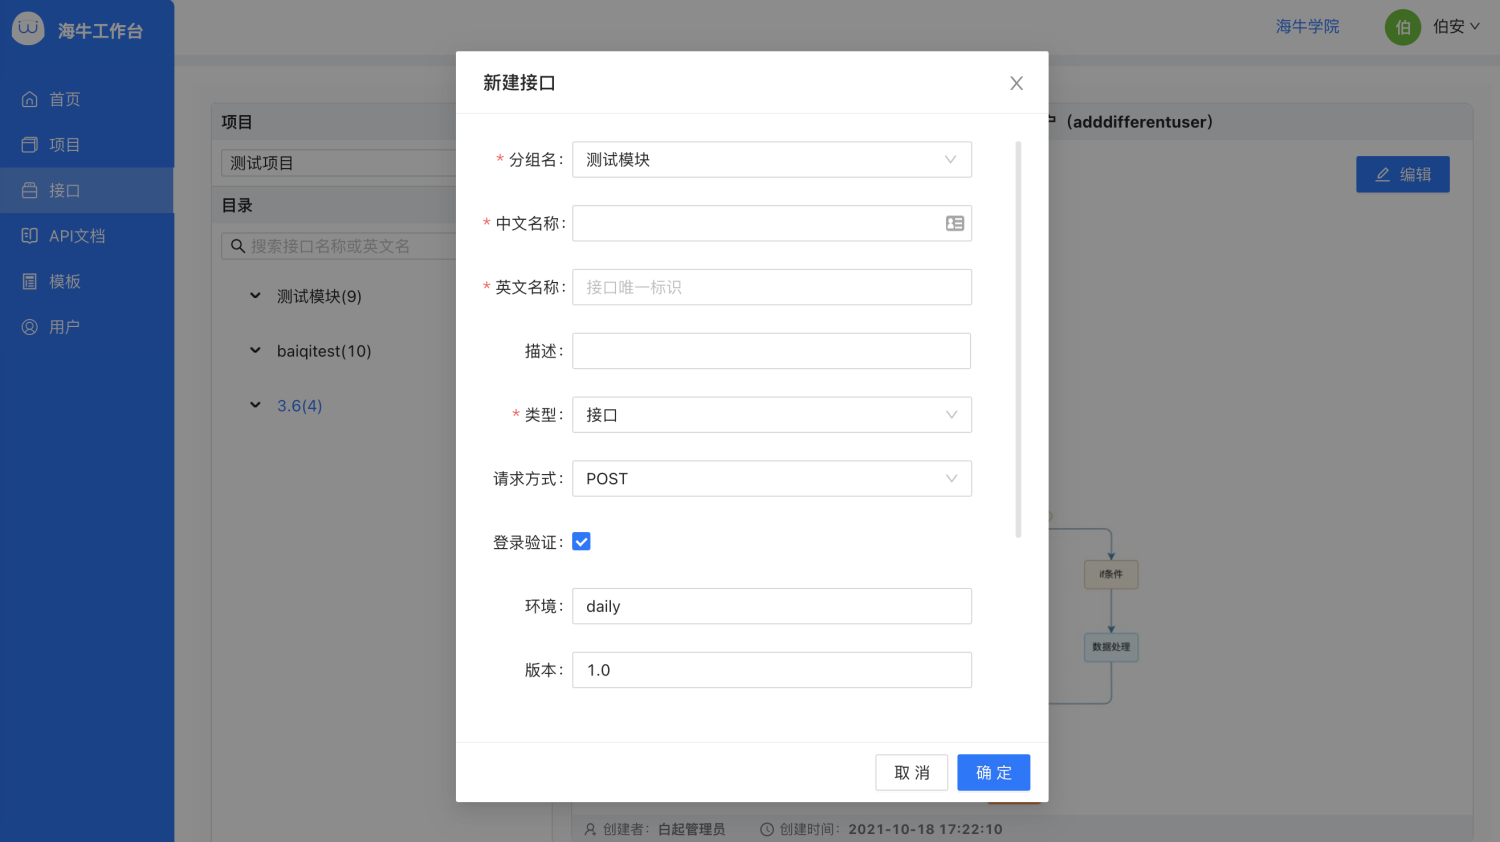 海牛工作台
海牛学院
伯
伯安
首页
项目
接口
API文档
模板
用户
项目
测试项目
目录
搜索接口名称或英文名
测试模块(9)
baiqitest(10)
3.6(4)
（adddifferentuser）
编辑
if条件
数据处理
新建接口
* 分组名：
测试模块
* 中文名称：
* 英文名称：
接口唯一标识
描述：
* 类型：
接口
请求方式：
POST
登录验证：
环境：
daily
版本：
1.0
取 消
确 定
创建者：
白起管理员
创建时间：
2021-10-18 17:22:10